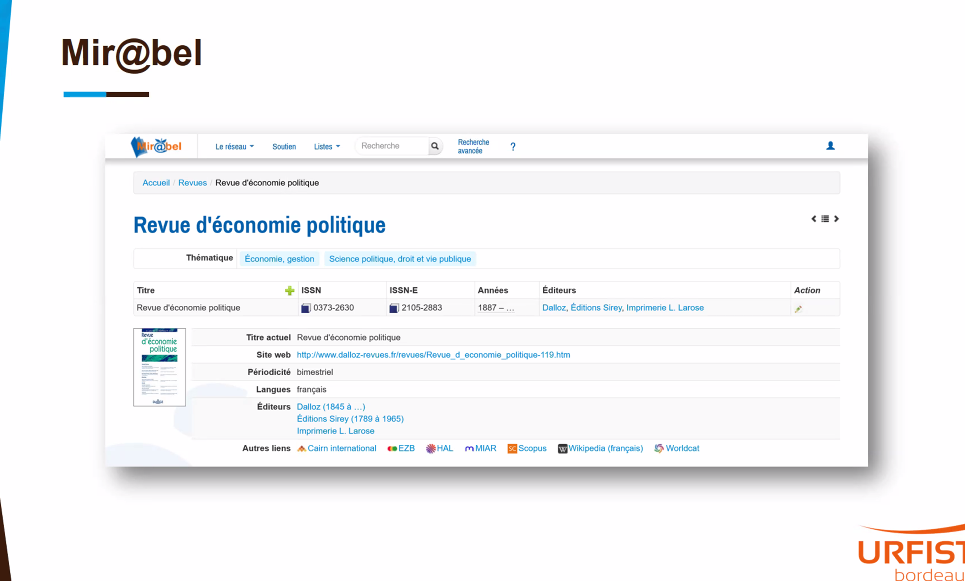 Mir@bel
Mir@bel
Le réseau
Soutien
Listes
Recherche
Recherche
avancée
?
Accueil / Revues / Revue d'économie politique
Revue d'économie politique
Thématique Économie, gestion Science politique, droit et vie publique
Titre ISSN ISSN-E Années Éditeurs Action
Revue d'économie politique 0373-2630 2105-2883 1887 – … Dalloz, Éditions Sirey, Imprimerie L. Larose
Revue
d'économie
politique
Titre actuel Revue d'économie politique
Site web http://www.dalloz-revues.fr/revues/Revue_d_economie_politique-119.htm
Périodicité bimestriel
Langues français
Éditeurs Dalloz (1845 à …)
Éditions Sirey (1789 à 1965)
Imprimerie L. Larose
Autres liens Cairn international EZB HAL MIAR SC Scopus W Wikipedia (français) Worldcat
URFIST
bordeau